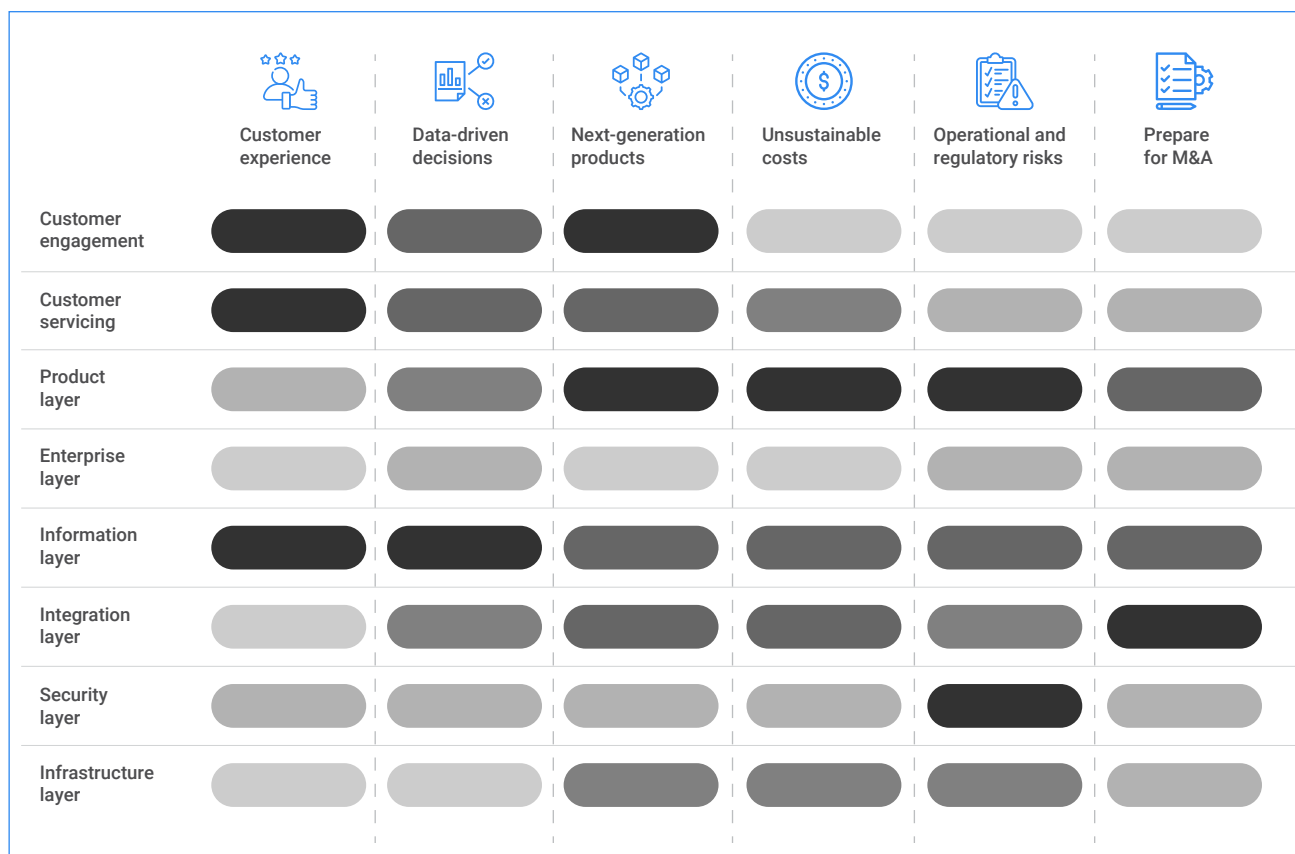 Customer
experience
Data-driven
decisions
Next-generation
products
Unsustainable
costs
Operational and
regulatory risks
Prepare
for M&A
Customer
engagement
Customer
servicing
Product
layer
Enterprise
layer
Information
layer
Integration
layer
Security
layer
Infrastructure
layer